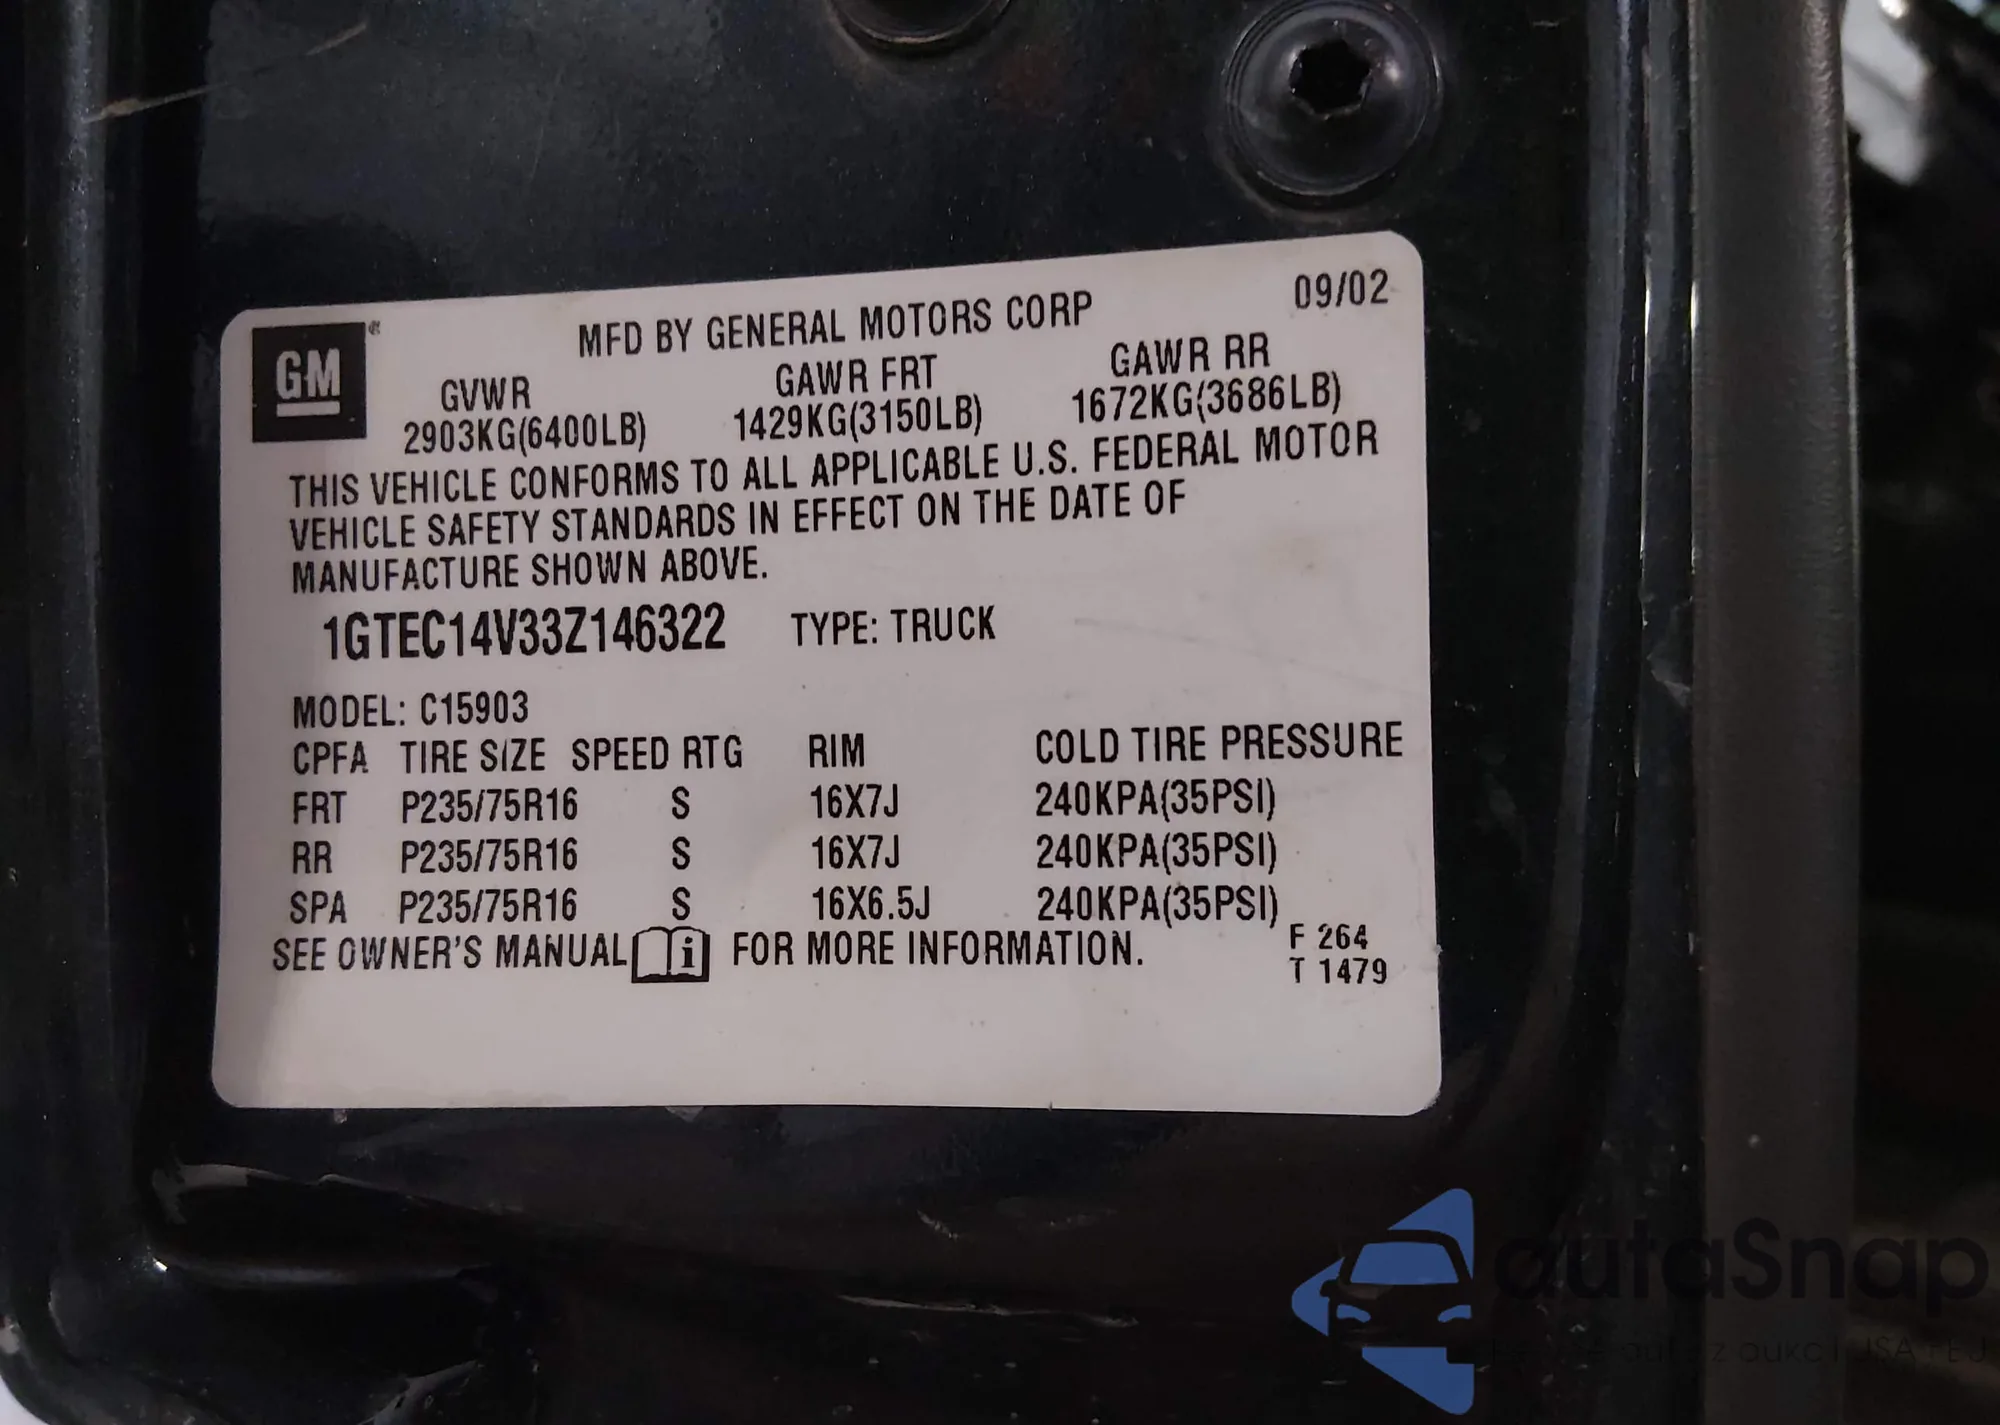 09/02
GM
MFD BY GENERAL MOTORS CORP
GVWR GAWR FRT GAWR RR
2903KG(6400LB) 1429KG(3150LB) 1672KG(3686LB)
THIS VEHICLE CONFORMS TO ALL APPLICABLE U.S. FEDERAL MOTOR
VEHICLE SAFETY STANDARDS IN EFFECT ON THE DATE OF
MANUFACTURE SHOWN ABOVE.
1GTEC14V33Z146322 TYPE: TRUCK
MODEL: C15903
CPFA TIRE SIZE SPEED RTG RIM COLD TIRE PRESSURE
FRT P235/75R16 S 16X7J 240KPA(35PSI)
RR P235/75R16 S 16X7J 240KPA(35PSI)
SPA P235/75R16 S 16X6.5J 240KPA(35PSI)
SEE OWNER'S MANUAL i FOR MORE INFORMATION.
F 264
T 1479
autaSnap